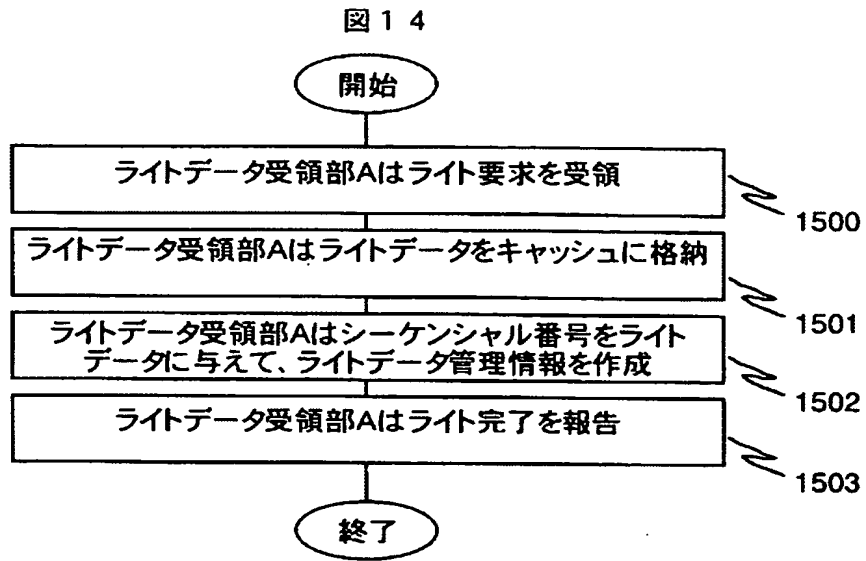 図14
開始
ライトデータ受領部Aはライト要求を受領
1500
ライトデータ受領部Aはライトデータをキャッシュに格納
1501
ライトデータ受領部Aはシーケンシャル番号をライト
データに与えて、ライトデータ管理情報を作成
1502
ライトデータ受領部Aはライト完了を報告
1503
終了